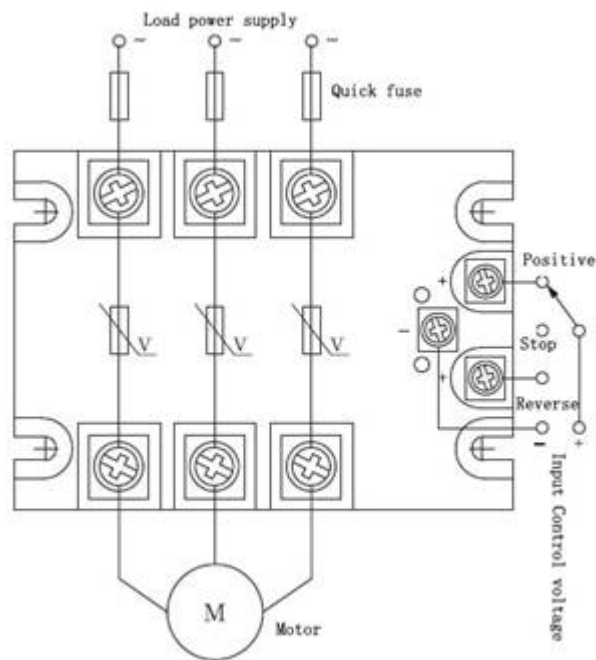 Load power supply
~ ~ ~
Quick fuse
Positive
+
-
V V V
Stop
+
Reverse
- +
Input Control voltage
M
Motor